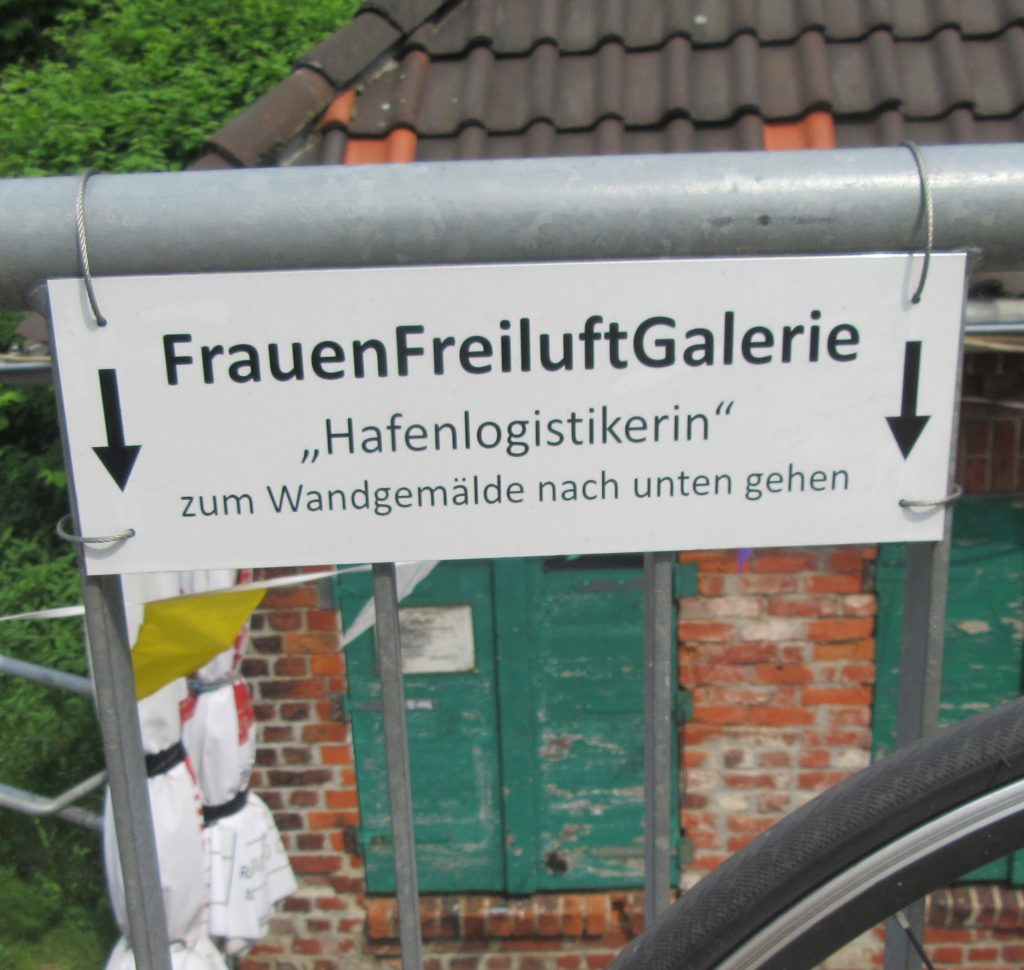 FrauenFreiluftGalerie
„Hafenlogistikerin“
zum Wandgemälde nach unten gehen